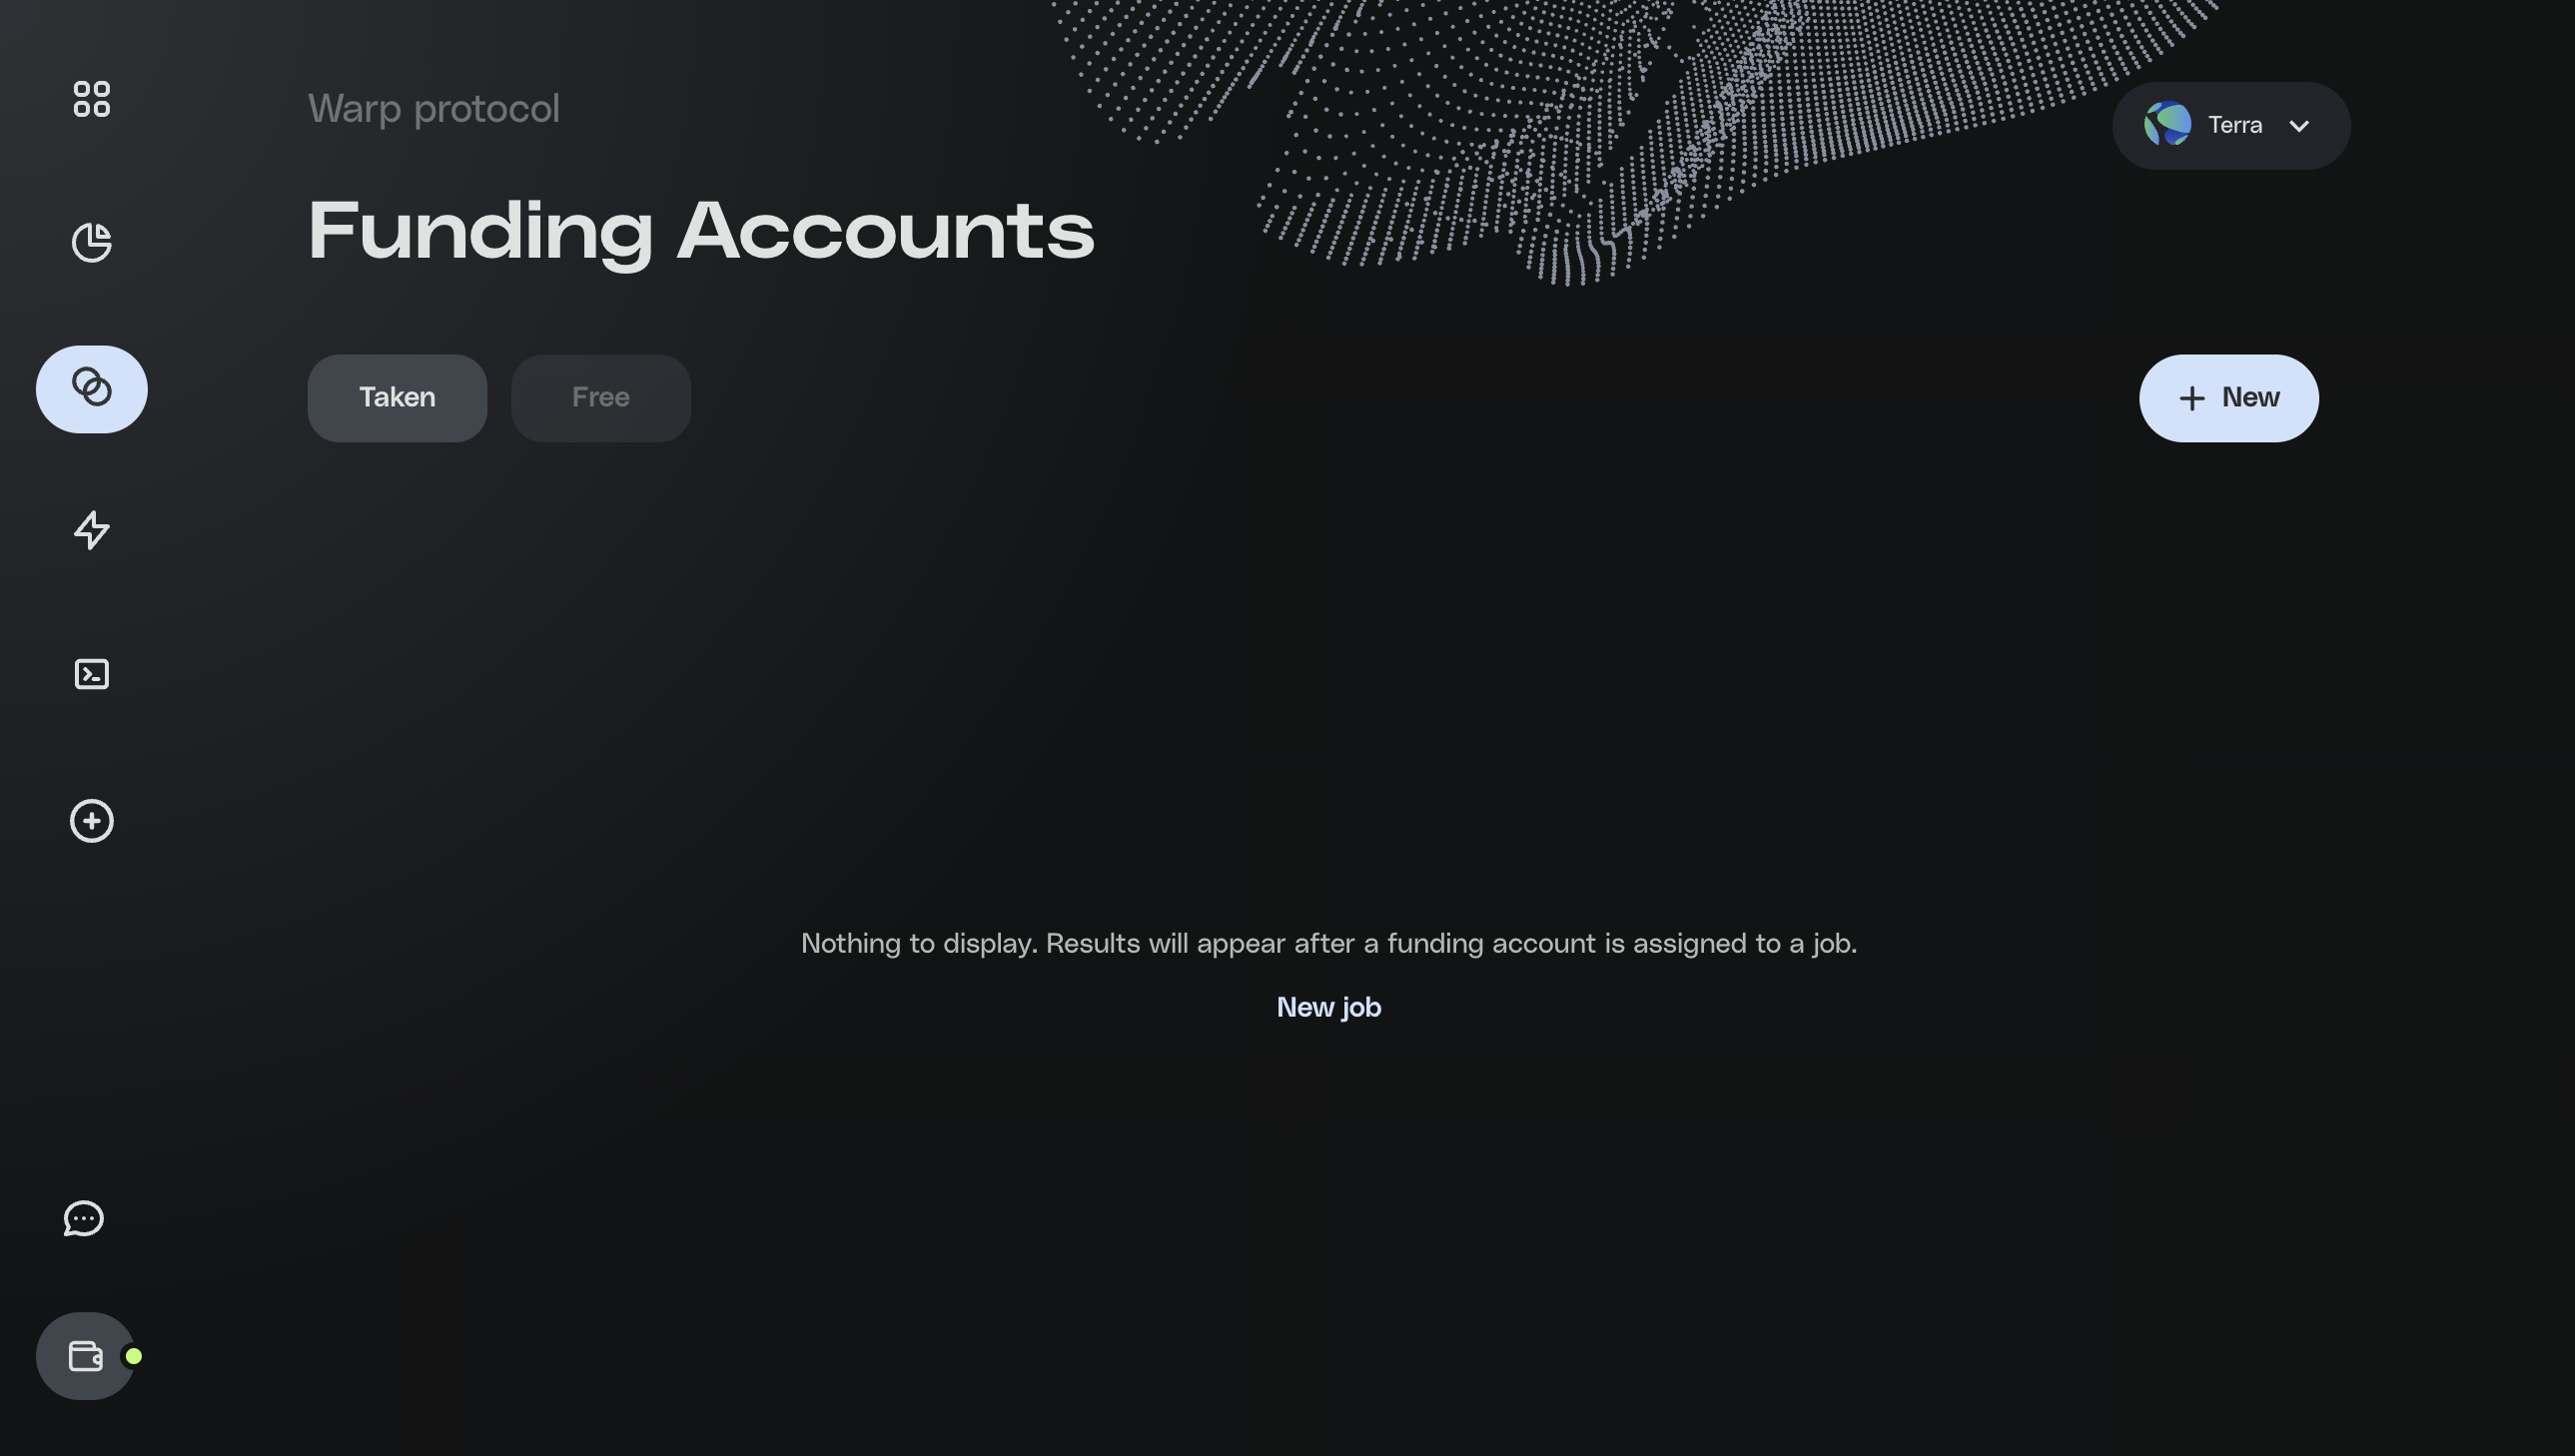 Warp protocol
Terra
Funding Accounts
Taken
Free
New
Nothing to display. Results will appear after a funding account is assigned to a job.
New job